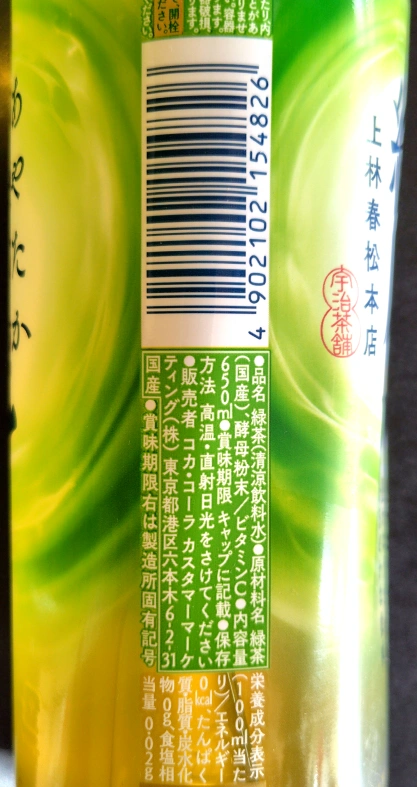 あやたか
上林春松本店
宇治茶舗
4 902102 154826
●品名 緑茶(清涼飲料水)●原材料名 緑茶
(国産)、酵母粉末/ビタミンC●内容量
650ml●賞味期限 キャップに記載●保存
方法 高温・直射日光をさけてください
●販売者 コカ・コーラ カスタマーマーケ
ティング(株) 東京都港区六本木6-2-31
国産 ●賞味期限右は製造所固有記号
栄養成分表示
(100ml当た
り)/エネルギー
0kcal、たんぱく
質・脂質・炭水化
物 0g、食塩相
当量 0.02g